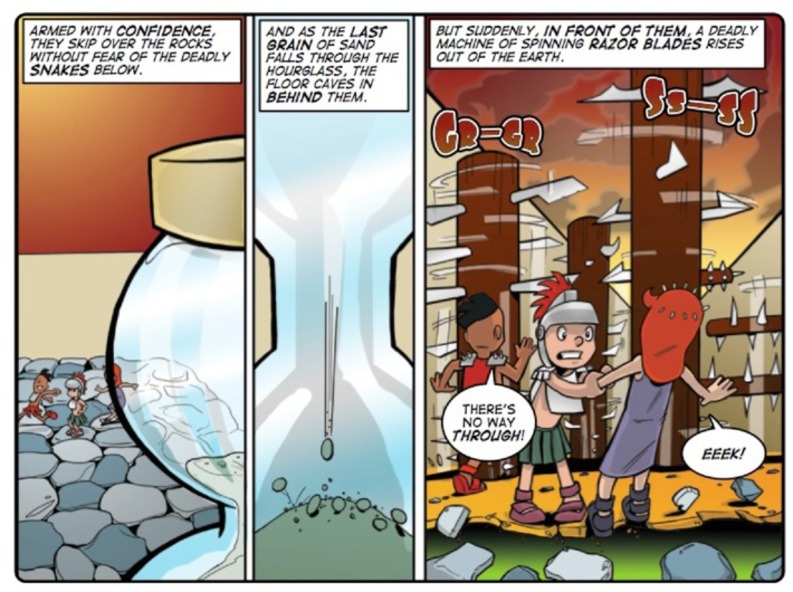 ARMED WITH CONFIDENCE,
THEY SKIP OVER THE ROCKS
WITHOUT FEAR OF THE DEADLY
SNAKES BELOW.
AND AS THE LAST
GRAIN OF SAND
FALLS THROUGH THE
HOURGLASS, THE
FLOOR CAVES IN
BEHIND THEM.
BUT SUDDENLY, IN FRONT OF THEM, A DEADLY
MACHINE OF SPINNING RAZOR BLADES RISES
OUT OF THE EARTH.
GR-GR
Ss-sS
THERE'S
NO WAY
THROUGH!
EEEK!